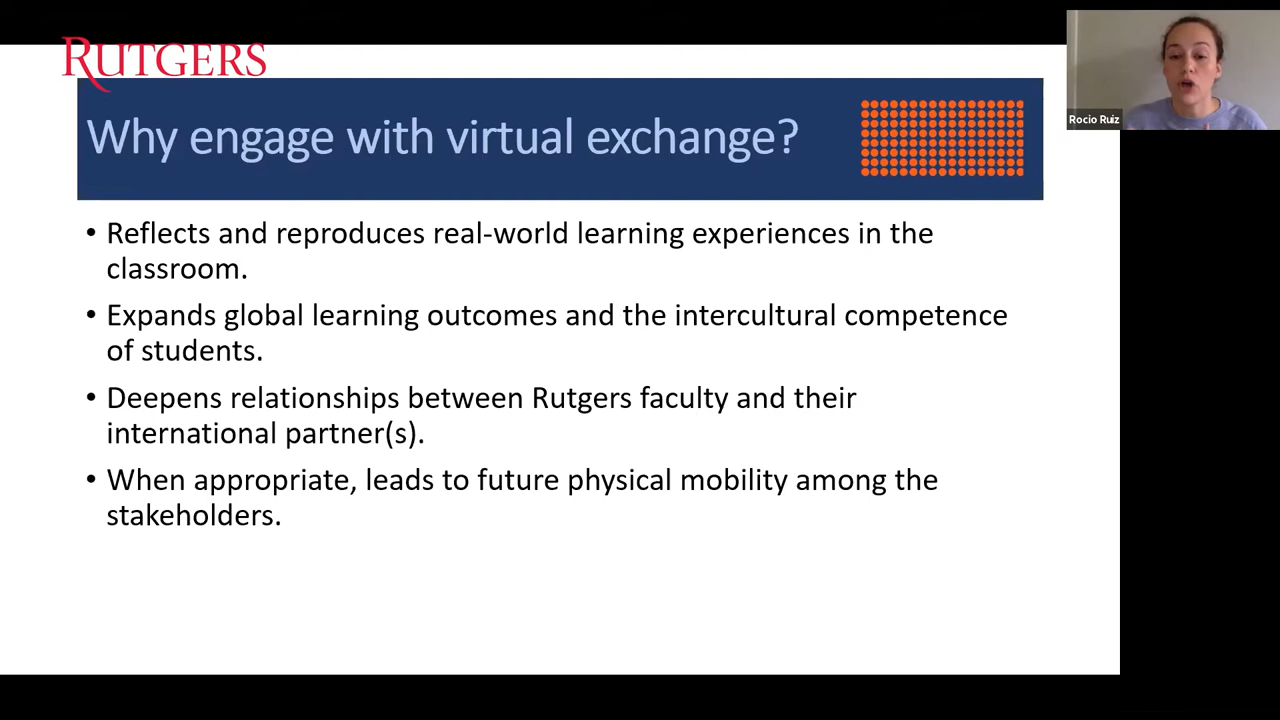 RUTGERS
Why engage with virtual exchange?
Rocio Ruiz
• Reflects and reproduces real-world learning experiences in the
classroom.
• Expands global learning outcomes and the intercultural competence
of students.
• Deepens relationships between Rutgers faculty and their
international partner(s).
• When appropriate, leads to future physical mobility among the
stakeholders.